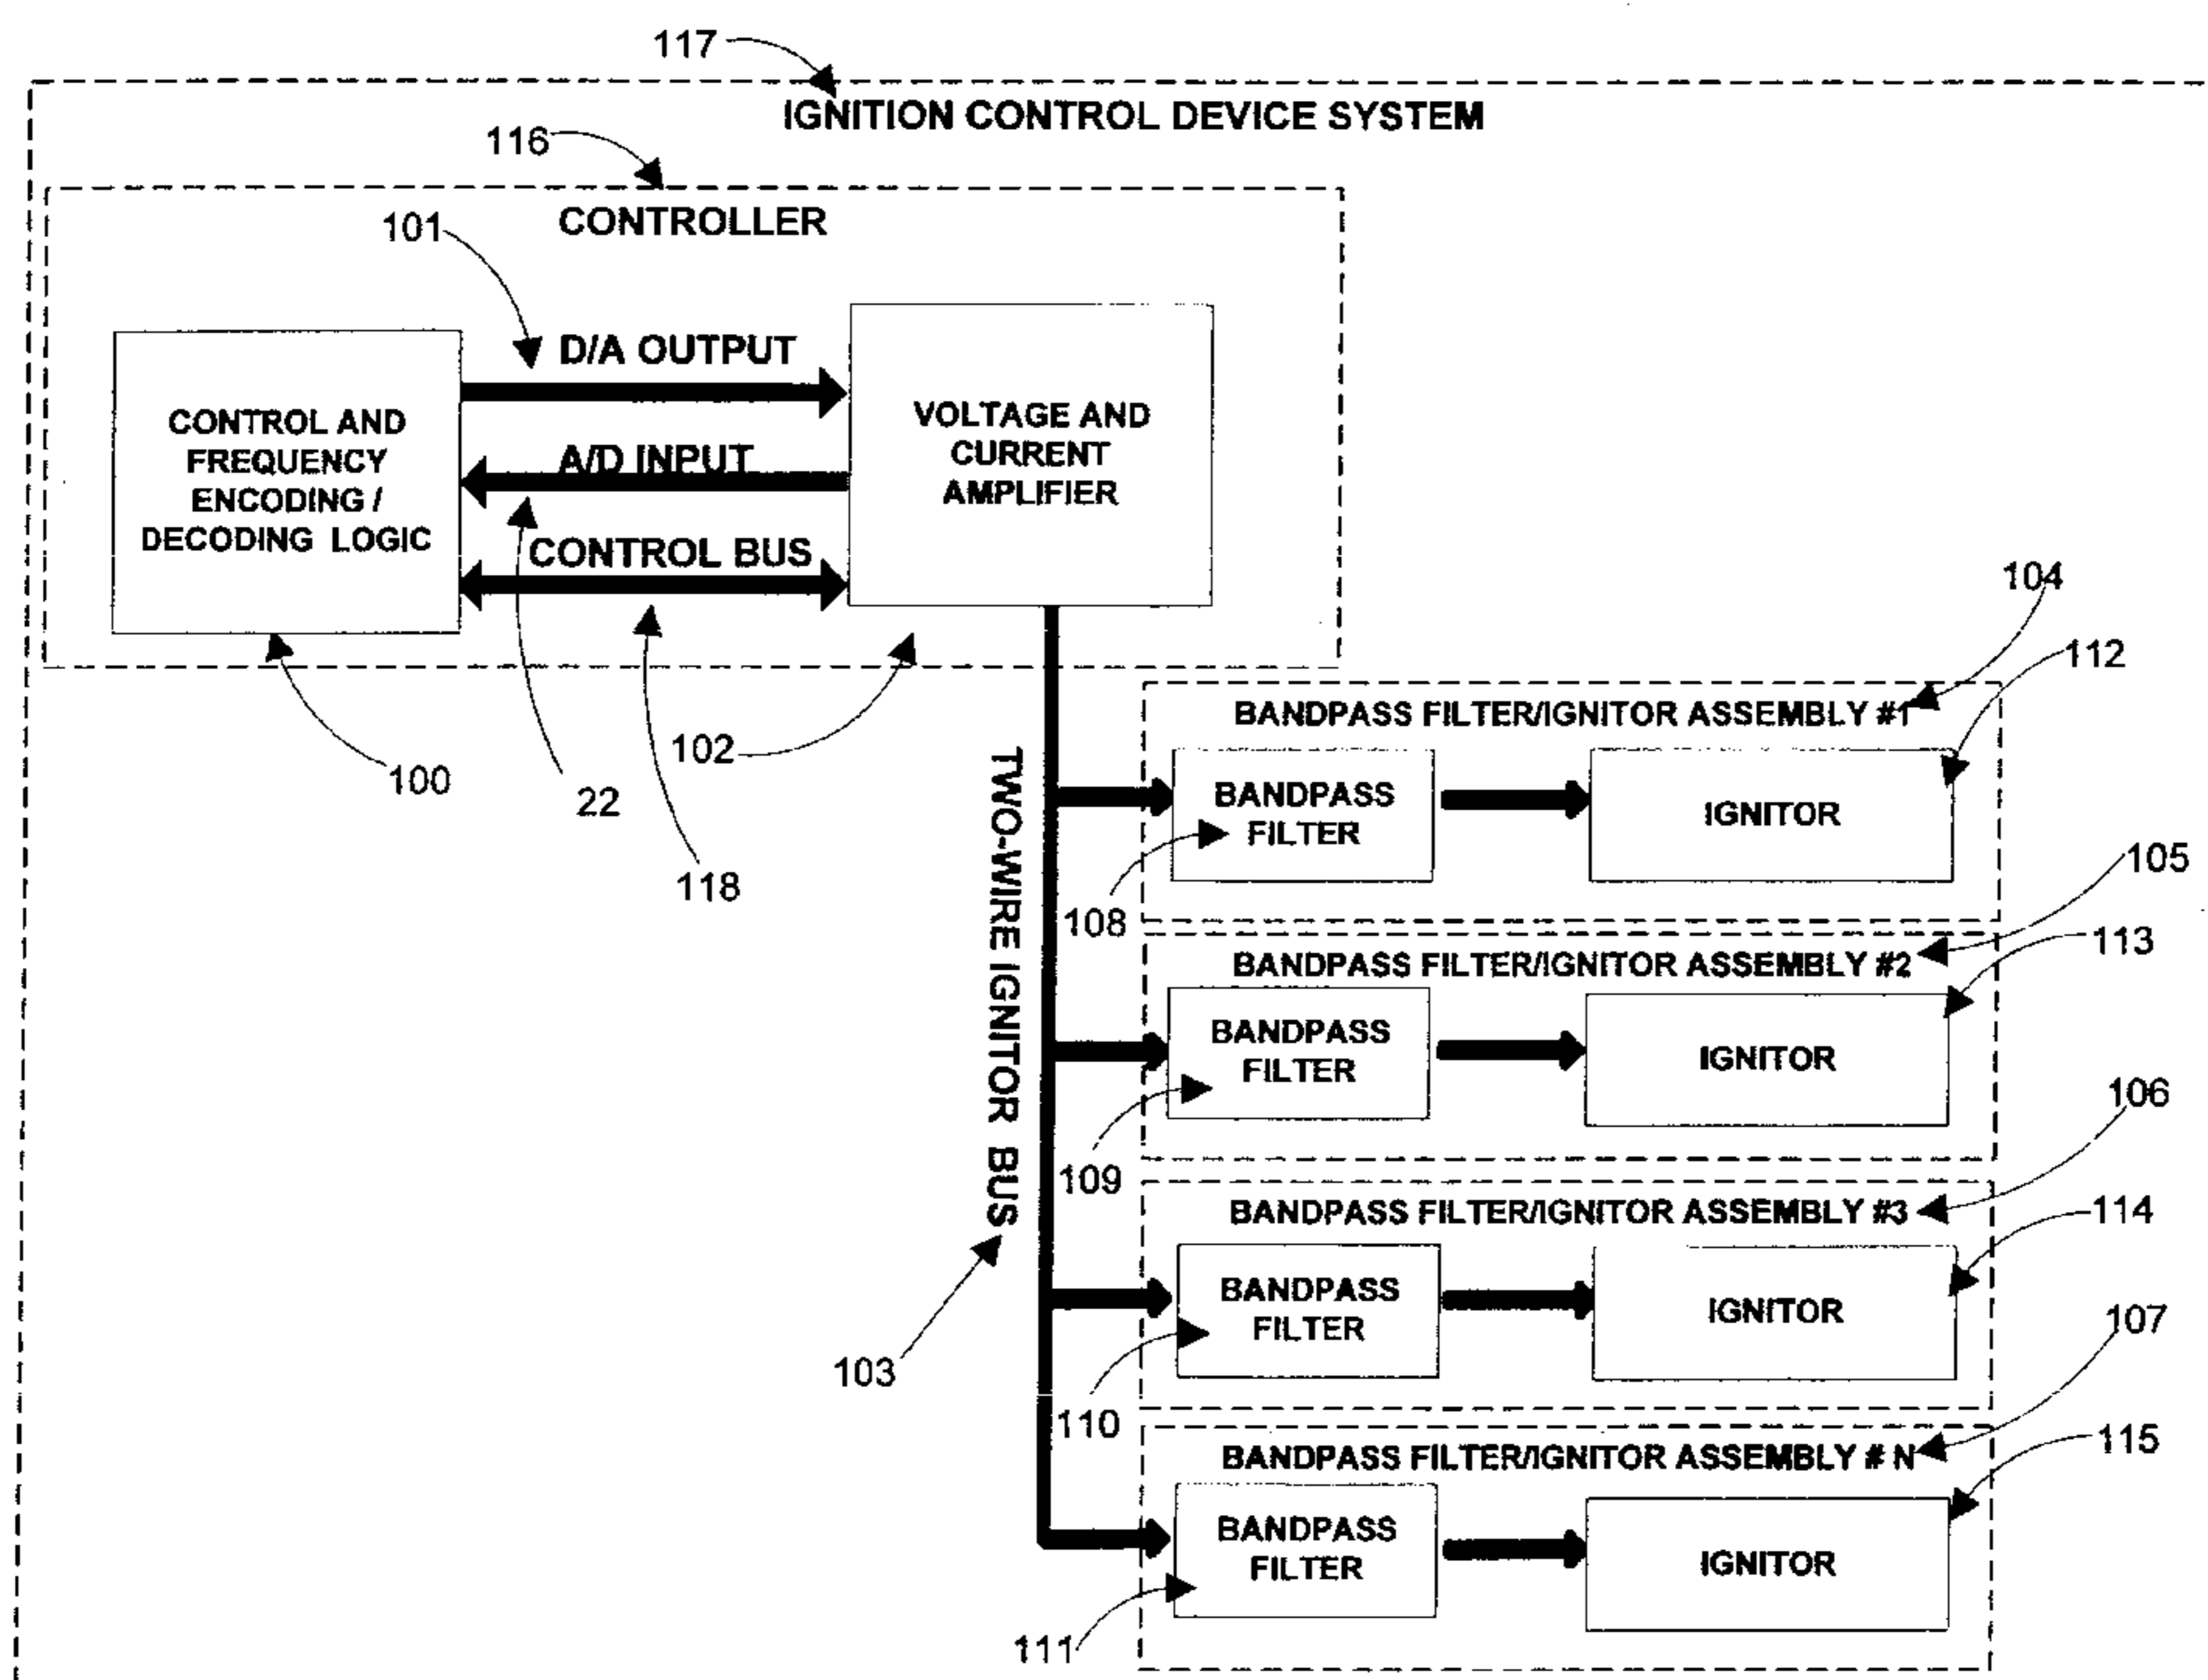 117
IGNITION CONTROL DEVICE SYSTEM
116
CONTROLLER
101
D/A OUTPUT
CONTROL AND
FREQUENCY
ENCODING /
DECODING LOGIC
A/D INPUT
VOLTAGE AND
CURRENT
AMPLIFIER
CONTROL BUS
100
22
118
102
TWO-WIRE IGNITOR BUS
103
104
112
BANDPASS FILTER/IGNITOR ASSEMBLY #1
BANDPASS
FILTER
IGNITOR
108
105
113
BANDPASS FILTER/IGNITOR ASSEMBLY #2
BANDPASS
FILTER
IGNITOR
109
106
114
BANDPASS FILTER/IGNITOR ASSEMBLY #3
BANDPASS
FILTER
IGNITOR
110
107
115
BANDPASS FILTER/IGNITOR ASSEMBLY # N
BANDPASS
FILTER
IGNITOR
111